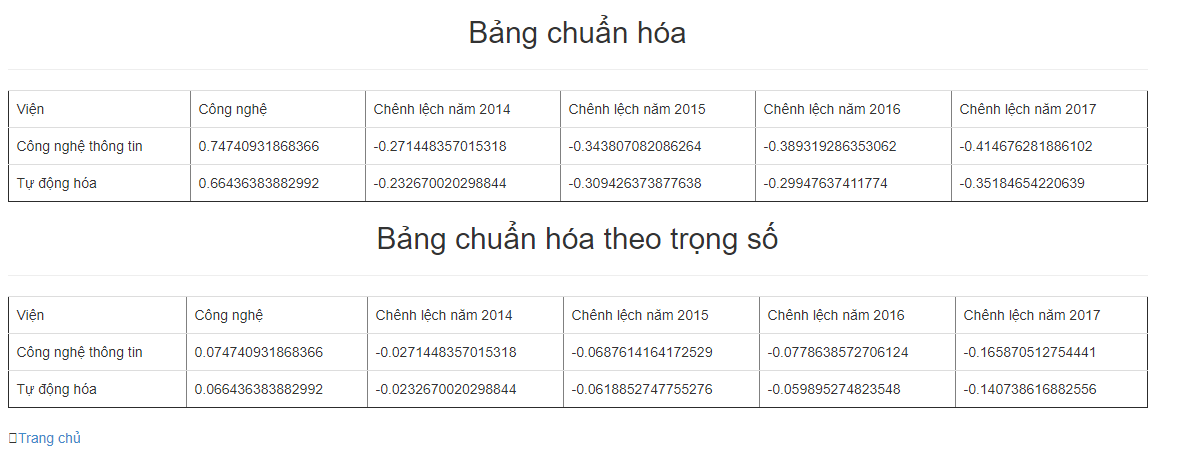 Bảng chuẩn hóa
Viện Công nghệ Chênh lệch năm 2014 Chênh lệch năm 2015 Chênh lệch năm 2016 Chênh lệch năm 2017
Công nghệ thông tin 0.74740931868366 -0.271448357015318 -0.343807082086264 -0.389319286353062 -0.414676281886102
Tự động hóa 0.66436383882992 -0.232670020298844 -0.309426373877638 -0.29947637411774 -0.35184654220639
Bảng chuẩn hóa theo trọng số
Viện Công nghệ Chênh lệch năm 2014 Chênh lệch năm 2015 Chênh lệch năm 2016 Chênh lệch năm 2017
Công nghệ thông tin 0.074740931868366 -0.0271448357015318 -0.0687614164172529 -0.0778638572706124 -0.165870512754441
Tự động hóa 0.066436383882992 -0.0232670020298844 -0.0618852747755276 -0.059895274823548 -0.140738616882556
Trang chủ